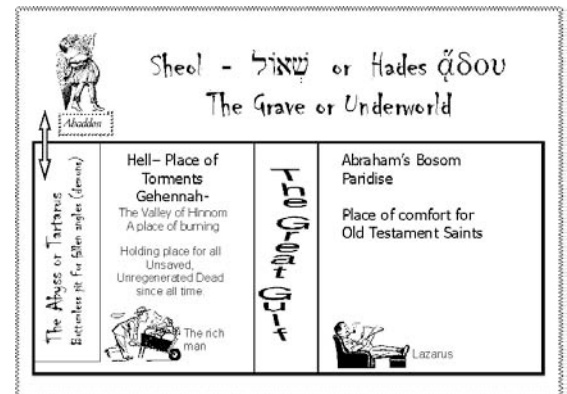 Sheol - שְׁאוֹל or Hades ᾅδου
The Grave or Underworld
Abaddon
The Abyss or Tartarus
Bottomless pit for fallen angles (demons)
Hell– Place of
Torments
Gehennah-
The Valley of Hinnom
A place of burning
Holding place for all
Unsaved,
Unregenerated Dead
since all time.
The rich
man
The Great Gulf
Abraham's Bosom
Paridise
Place of comfort for
Old Testament Saints
Lazarus